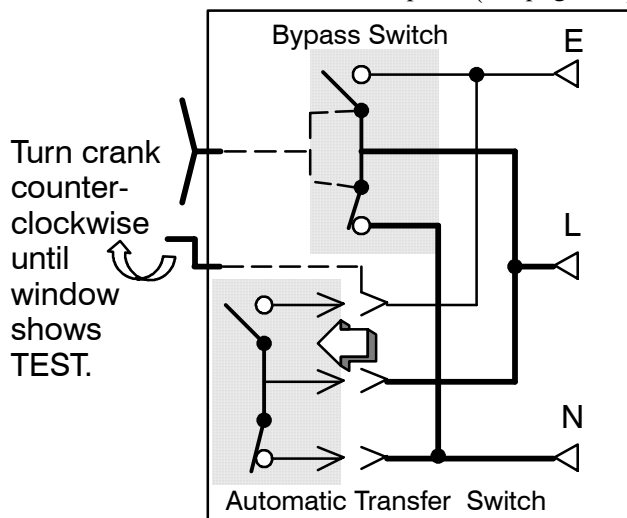 Bypass Switch
E
Turn crank
counter-
clockwise
until
window
shows
TEST.
L
N
Automatic Transfer Switch